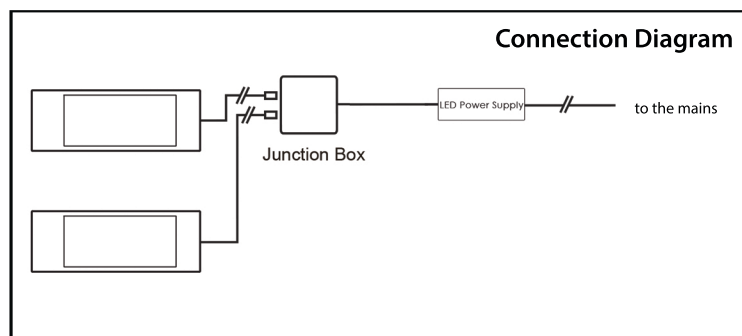 Connection Diagram
LED Power Supply
to the mains
Junction Box